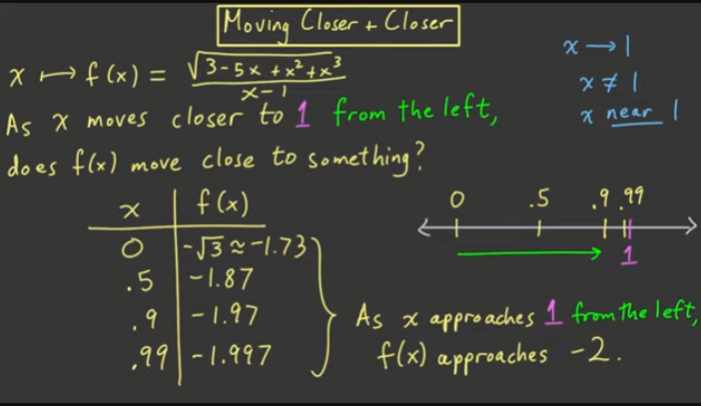 Moving Closer + Closer
x ↦ f(x) = √(3-5x+x²+x³) / (x-1)
x → 1
x ≠ 1
x near 1
As x moves closer to 1 from the left,
does f(x) move close to something?
x | f(x)
0 | -√3 ≈ -1.73
.5 | -1.87
.9 | -1.97
.99 | -1.997
0 .5 .9 .99
1
As x approaches 1 from the left,
f(x) approaches -2.